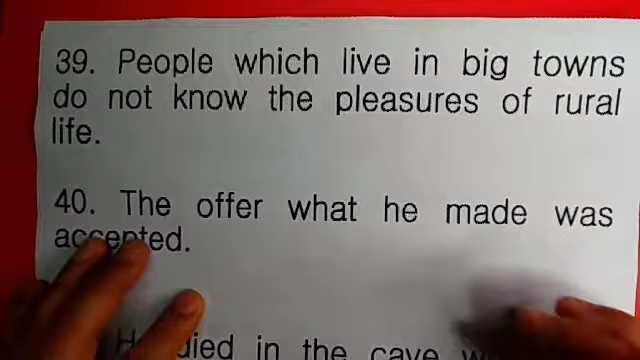 39. People which live in big towns
do not know the pleasures of rural
life.
40. The offer what he made was
accepted.
died in the cave